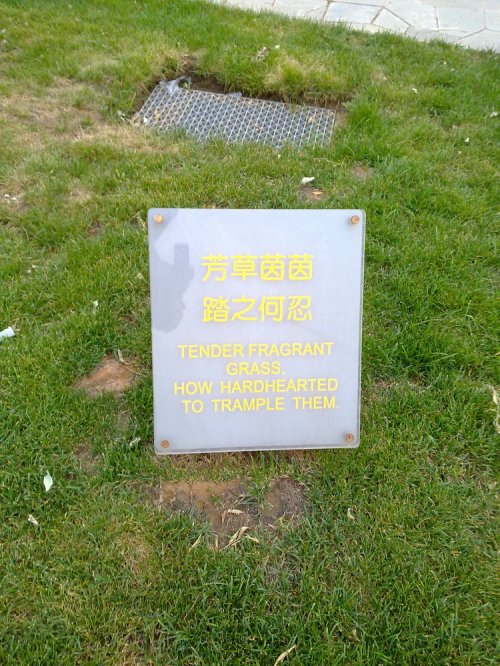 芳草茵茵
踏之何忍
TENDER FRAGRANT
GRASS,
HOW HARDHEARTED
TO TRAMPLE THEM.